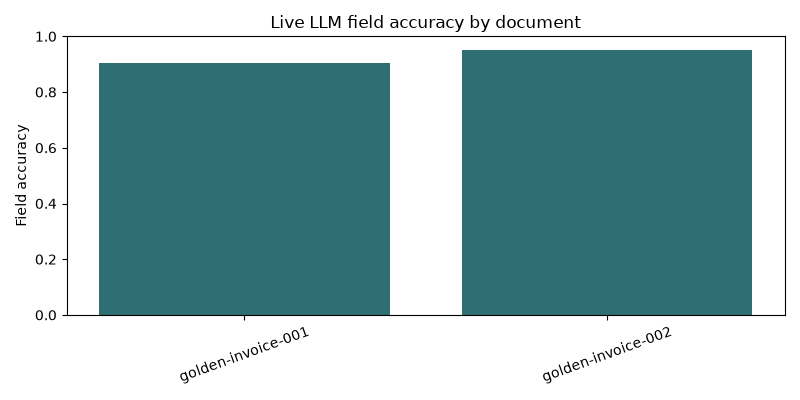 Live LLM field accuracy by document
Field accuracy
1.0
0.8
0.6
0.4
0.2
0.0
golden-invoice-001
golden-invoice-002